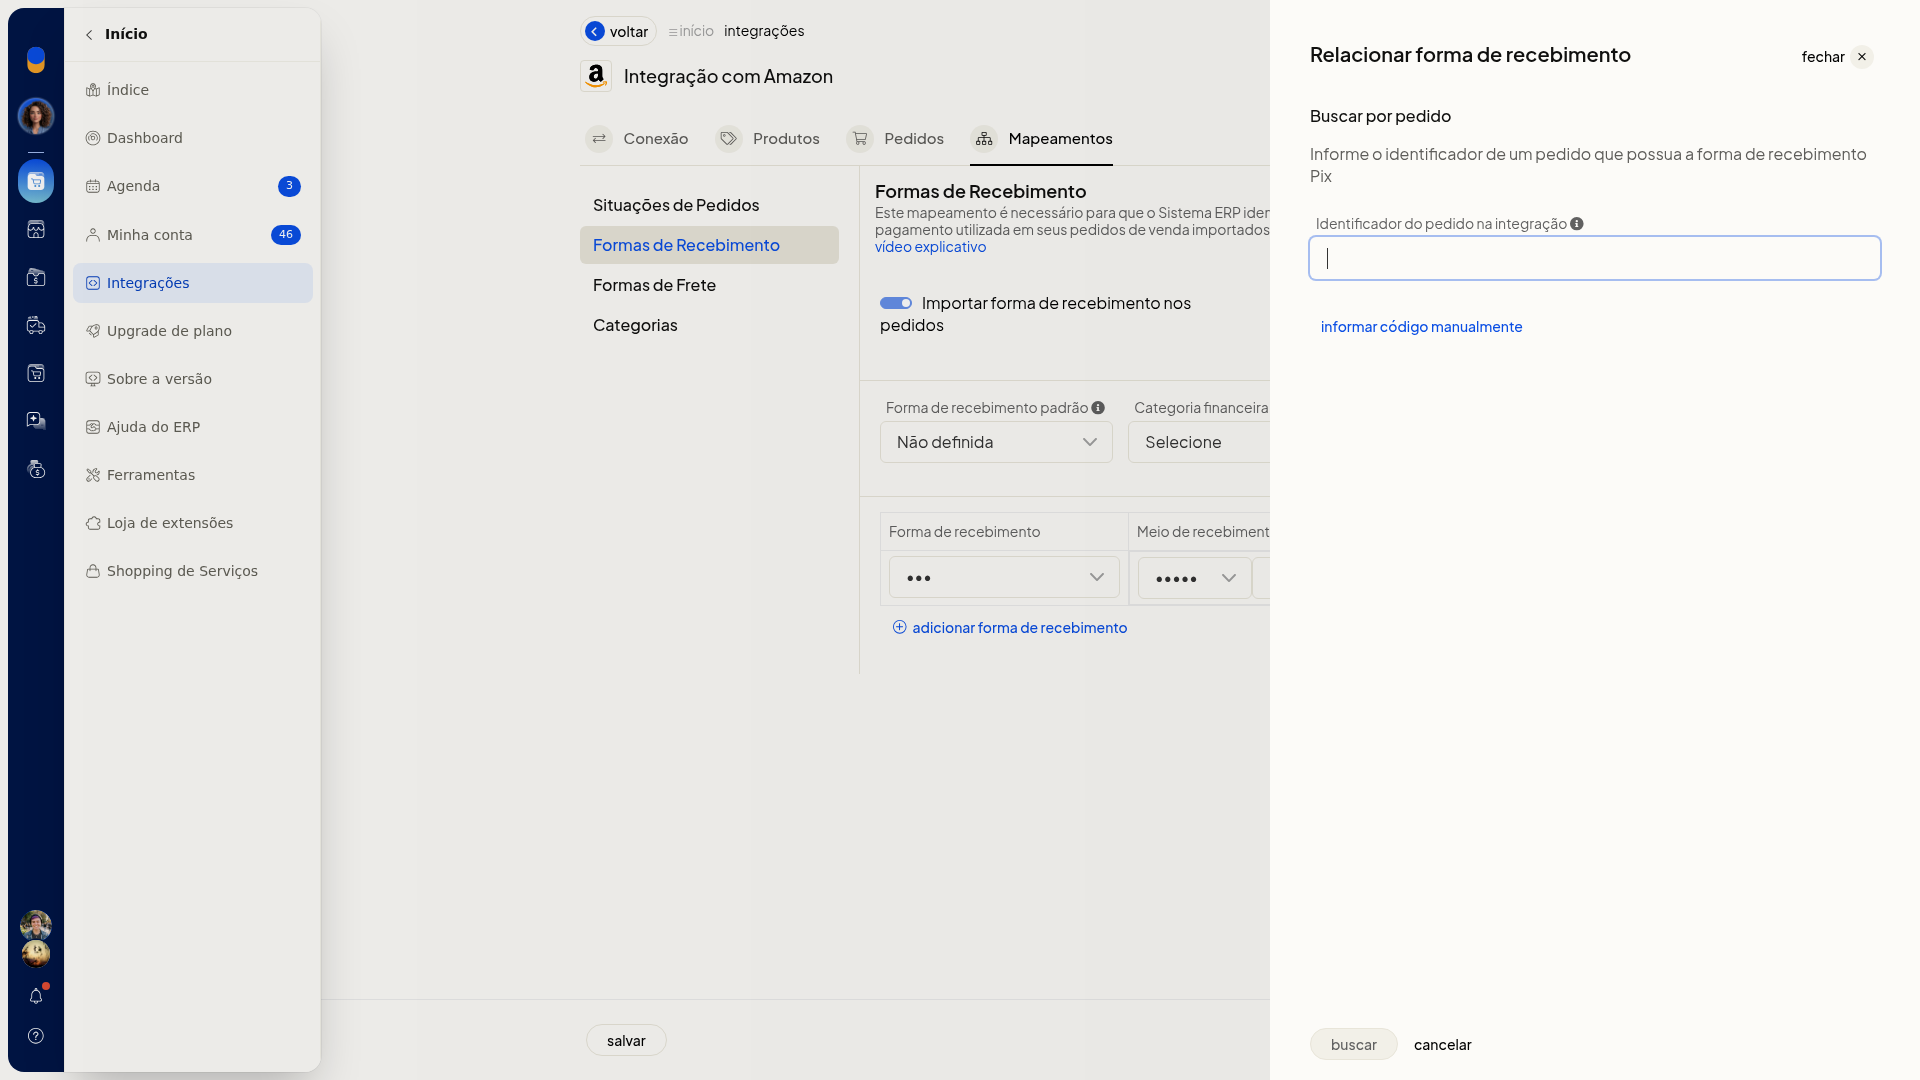 Início
Índice
Dashboard
Agenda
3
Minha conta
46
Integrações
Upgrade de plano
Sobre a versão
Ajuda do ERP
Ferramentas
Loja de extensões
Shopping de Serviços
voltar
início
integrações
Integração com Amazon
Conexão
Produtos
Pedidos
Mapeamentos
Situações de Pedidos
Formas de Recebimento
Formas de Frete
Categorias
Formas de Recebimento
Este mapeamento é necessário para que o Sistema ERP iden
pagamento utilizada em seus pedidos de venda importados
vídeo explicativo
Importar forma de recebimento nos
pedidos
Forma de recebimento padrão
Categoria financeira
Não definida
Selecione
Forma de recebimento
Meio de recebiment
adicionar forma de recebimento
salvar
Relacionar forma de recebimento
fechar
Buscar por pedido
Informe o identificador de um pedido que possua a forma de recebimento
Pix
Identificador do pedido na integração
informar código manualmente
buscar
cancelar